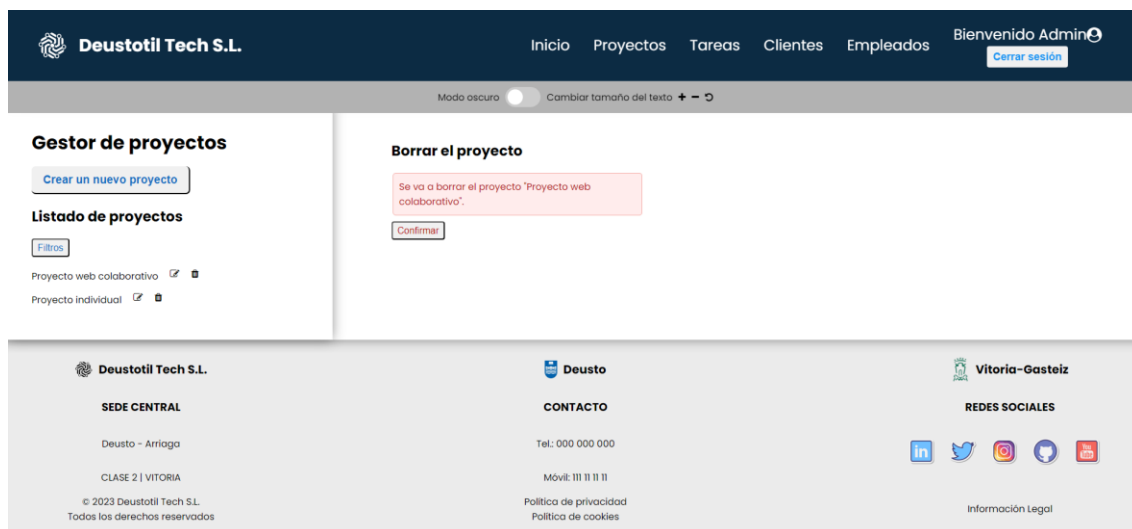 Deustotil Tech S.L.
Inicio Proyectos Tareas Clientes Empleados
Bienvenido Admin
Cerrar sesión
Modo oscuro Cambiar tamaño del texto
Gestor de proyectos
Crear un nuevo proyecto
Listado de proyectos
Filtros
Proyecto web colaborativo
Proyecto individual
Borrar el proyecto
Se va a borrar el proyecto "Proyecto web
colaborativo".
Confirmar
Deustotil Tech S.L.
SEDE CENTRAL
Deusto - Arriaga
CLASE 2 | VITORIA
© 2023 Deustotil Tech S.L.
Todos los derechos reservados
Deusto
CONTACTO
Tel.: 000 000 000
Móvil: 111 11 11 11
Política de privacidad
Política de cookies
Vitoria-Gasteiz
REDES SOCIALES
in
You
Tube
Información Legal